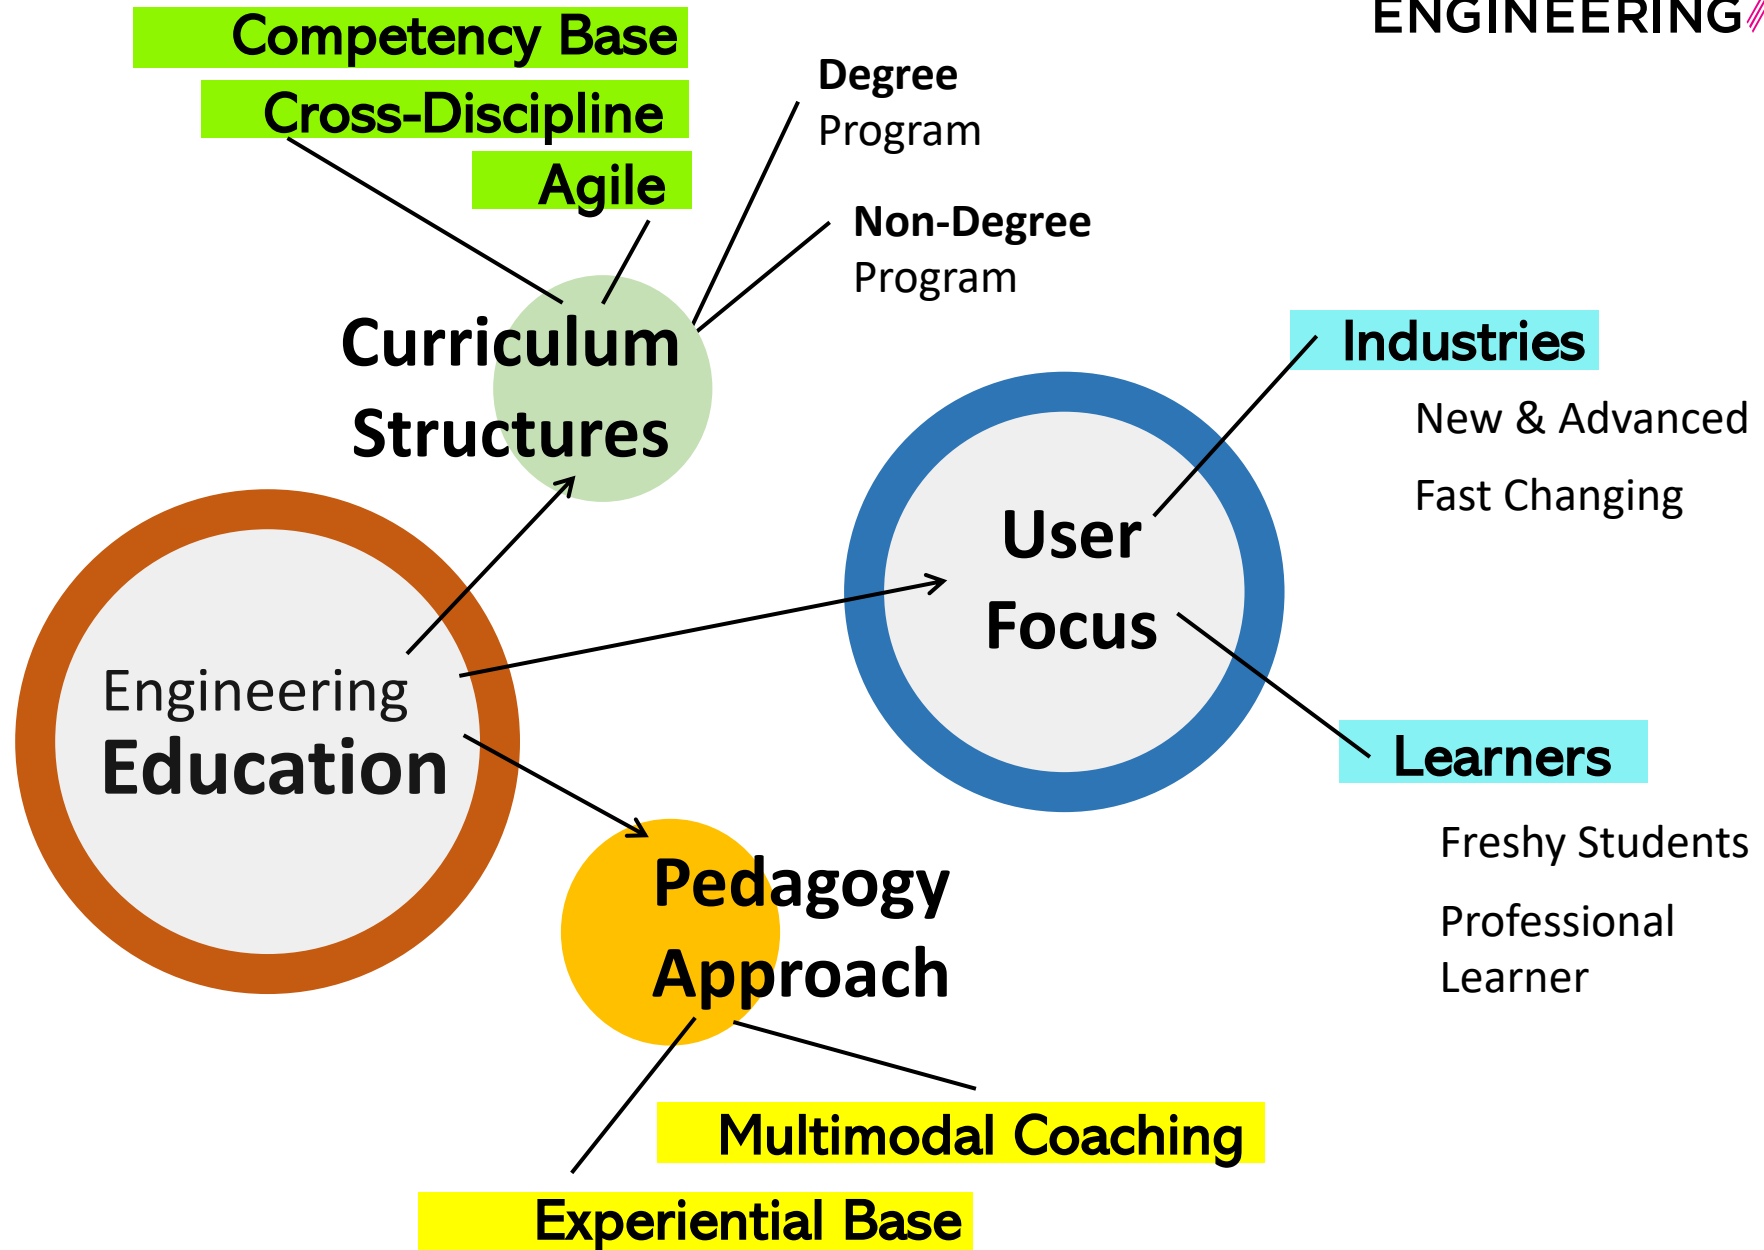 ENGINEERING
Competency Base
Cross-Discipline
Agile
Degree
Program
Non-Degree
Program
Curriculum
Structures
Industries
New & Advanced
Fast Changing
User
Focus
Engineering
Education
Learners
Freshy Students
Professional
Learner
Pedagogy
Approach
Multimodal Coaching
Experiential Base